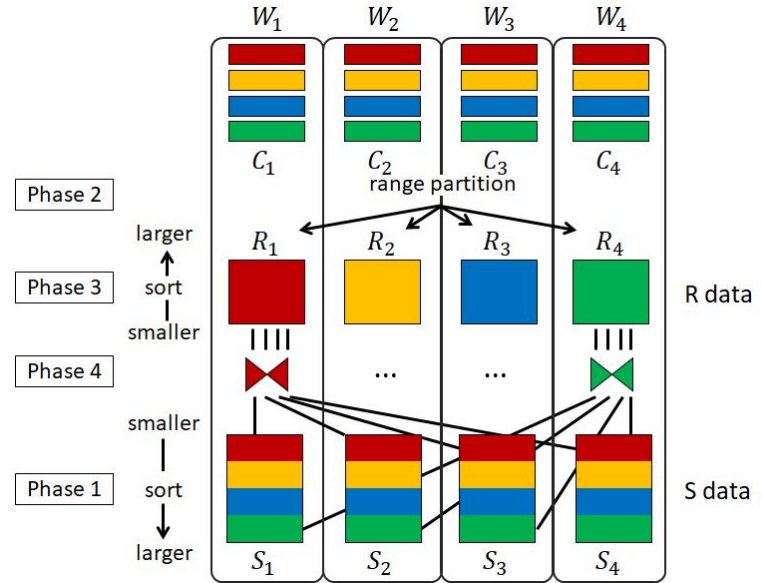 W₁ W₂ W₃ W₄
C₁ C₂ C₃ C₄
Phase 2
range partition
larger
R₁ R₂ R₃ R₄
Phase 3
sort
R data
smaller
Phase 4
... ...
smaller
Phase 1
sort
S data
larger
S₁ S₂ S₃ S₄